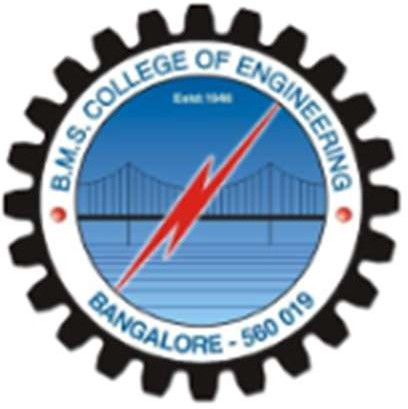 B.M.S. COLLEGE OF ENGINEERING
Estd:1946
BANGALORE - 560 019